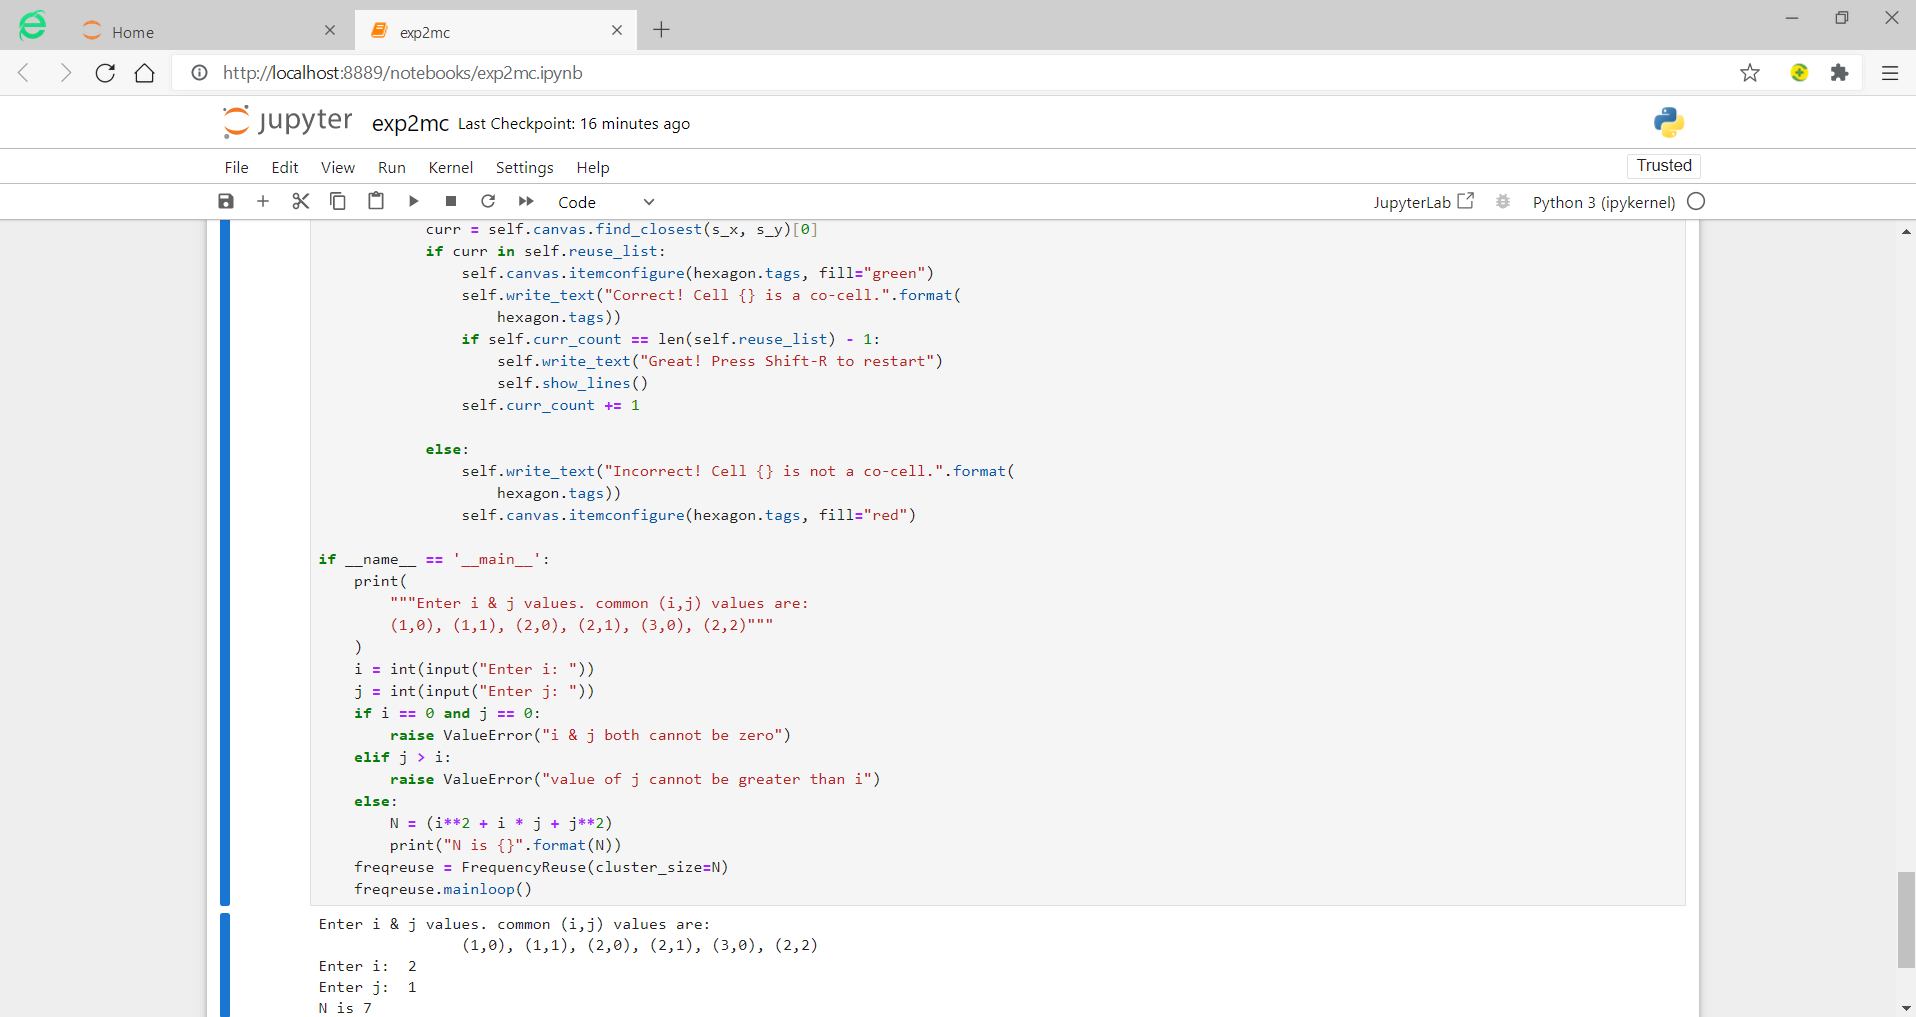 Home
exp2mc
http://localhost:8889/notebooks/exp2mc.ipynb
jupyter exp2mc Last Checkpoint: 16 minutes ago
File Edit View Run Kernel Settings Help Trusted
Code JupyterLab Python 3 (ipykernel)
            curr = self.canvas.find_closest(s_x, s_y)[0]
            if curr in self.reuse_list:
                self.canvas.itemconfigure(hexagon.tags, fill="green")
                self.write_text("Correct! Cell {} is a co-cell.".format(
                    hexagon.tags))
                if self.curr_count == len(self.reuse_list) - 1:
                    self.write_text("Great! Press Shift-R to restart")
                    self.show_lines()
                self.curr_count += 1
            else:
                self.write_text("Incorrect! Cell {} is not a co-cell.".format(
                    hexagon.tags))
                self.canvas.itemconfigure(hexagon.tags, fill="red")
if __name__ == '__main__':
    print(
        """Enter i & j values. common (i,j) values are:
        (1,0), (1,1), (2,0), (2,1), (3,0), (2,2)"""
    )
    i = int(input("Enter i: "))
    j = int(input("Enter j: "))
    if i == 0 and j == 0:
        raise ValueError("i & j both cannot be zero")
    elif j > i:
        raise ValueError("value of j cannot be greater than i")
    else:
        N = (i**2 + i * j + j**2)
        print("N is {}".format(N))
    freqreuse = FrequencyReuse(cluster_size=N)
    freqreuse.mainloop()
Enter i & j values. common (i,j) values are:
                (1,0), (1,1), (2,0), (2,1), (3,0), (2,2)
Enter i:  2
Enter j:  1
N is 7